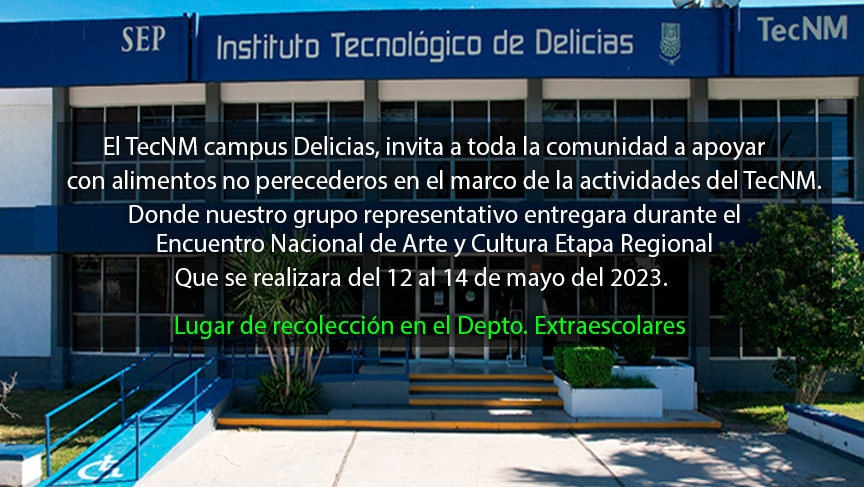 SEP
Instituto Tecnológico de Delicias
TecNM
El TecNM campus Delicias, invita a toda la comunidad a apoyar
con alimentos no perecederos en el marco de la actividades del TecNM.
Donde nuestro grupo representativo entregara durante el
Encuentro Nacional de Arte y Cultura Etapa Regional
Que se realizara del 12 al 14 de mayo del 2023.
Lugar de recolección en el Depto. Extraescolares